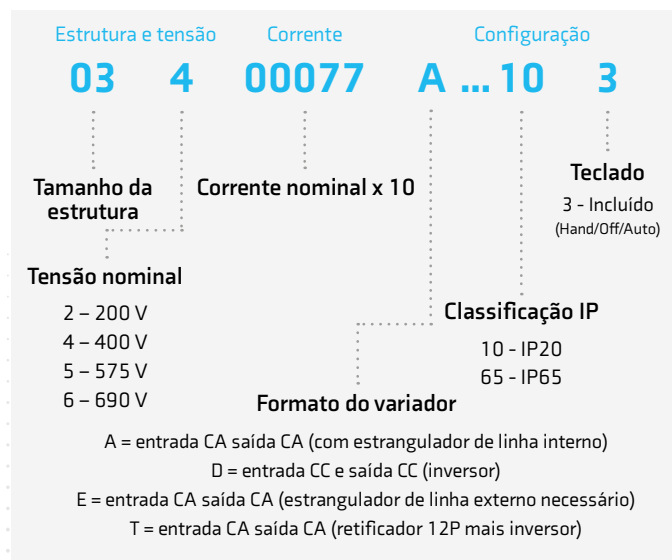 Estrutura e tensão Corrente Configuração
03 4 00077 A ... 10 3
Tamanho da
estrutura
Corrente nominal x 10
Teclado
3 - Incluído
(Hand/Off/Auto)
Tensão nominal
2 – 200 V
4 – 400 V
5 – 575 V
6 – 690 V
Classificação IP
10 - IP20
65 - IP65
Formato do variador
A = entrada CA saída CA (com estrangulador de linha interno)
D = entrada CC e saída CC (inversor)
E = entrada CA saída CA (estrangulador de linha externo necessário)
T = entrada CA saída CA (retificador 12P mais inversor)